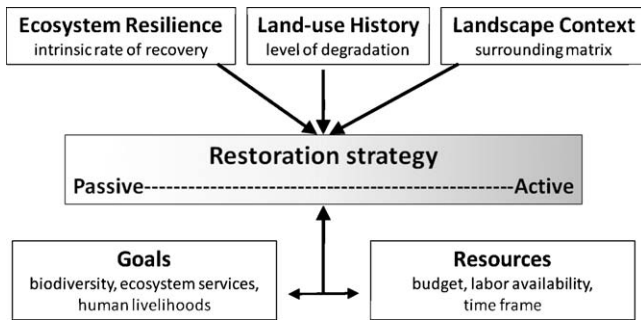 Ecosystem Resilience
intrinsic rate of recovery
Land-use History
level of degradation
Landscape Context
surrounding matrix
Restoration strategy
Passive------------------------------------------------Active
Goals
biodiversity, ecosystem services,
human livelihoods
Resources
budget, labor availability,
time frame